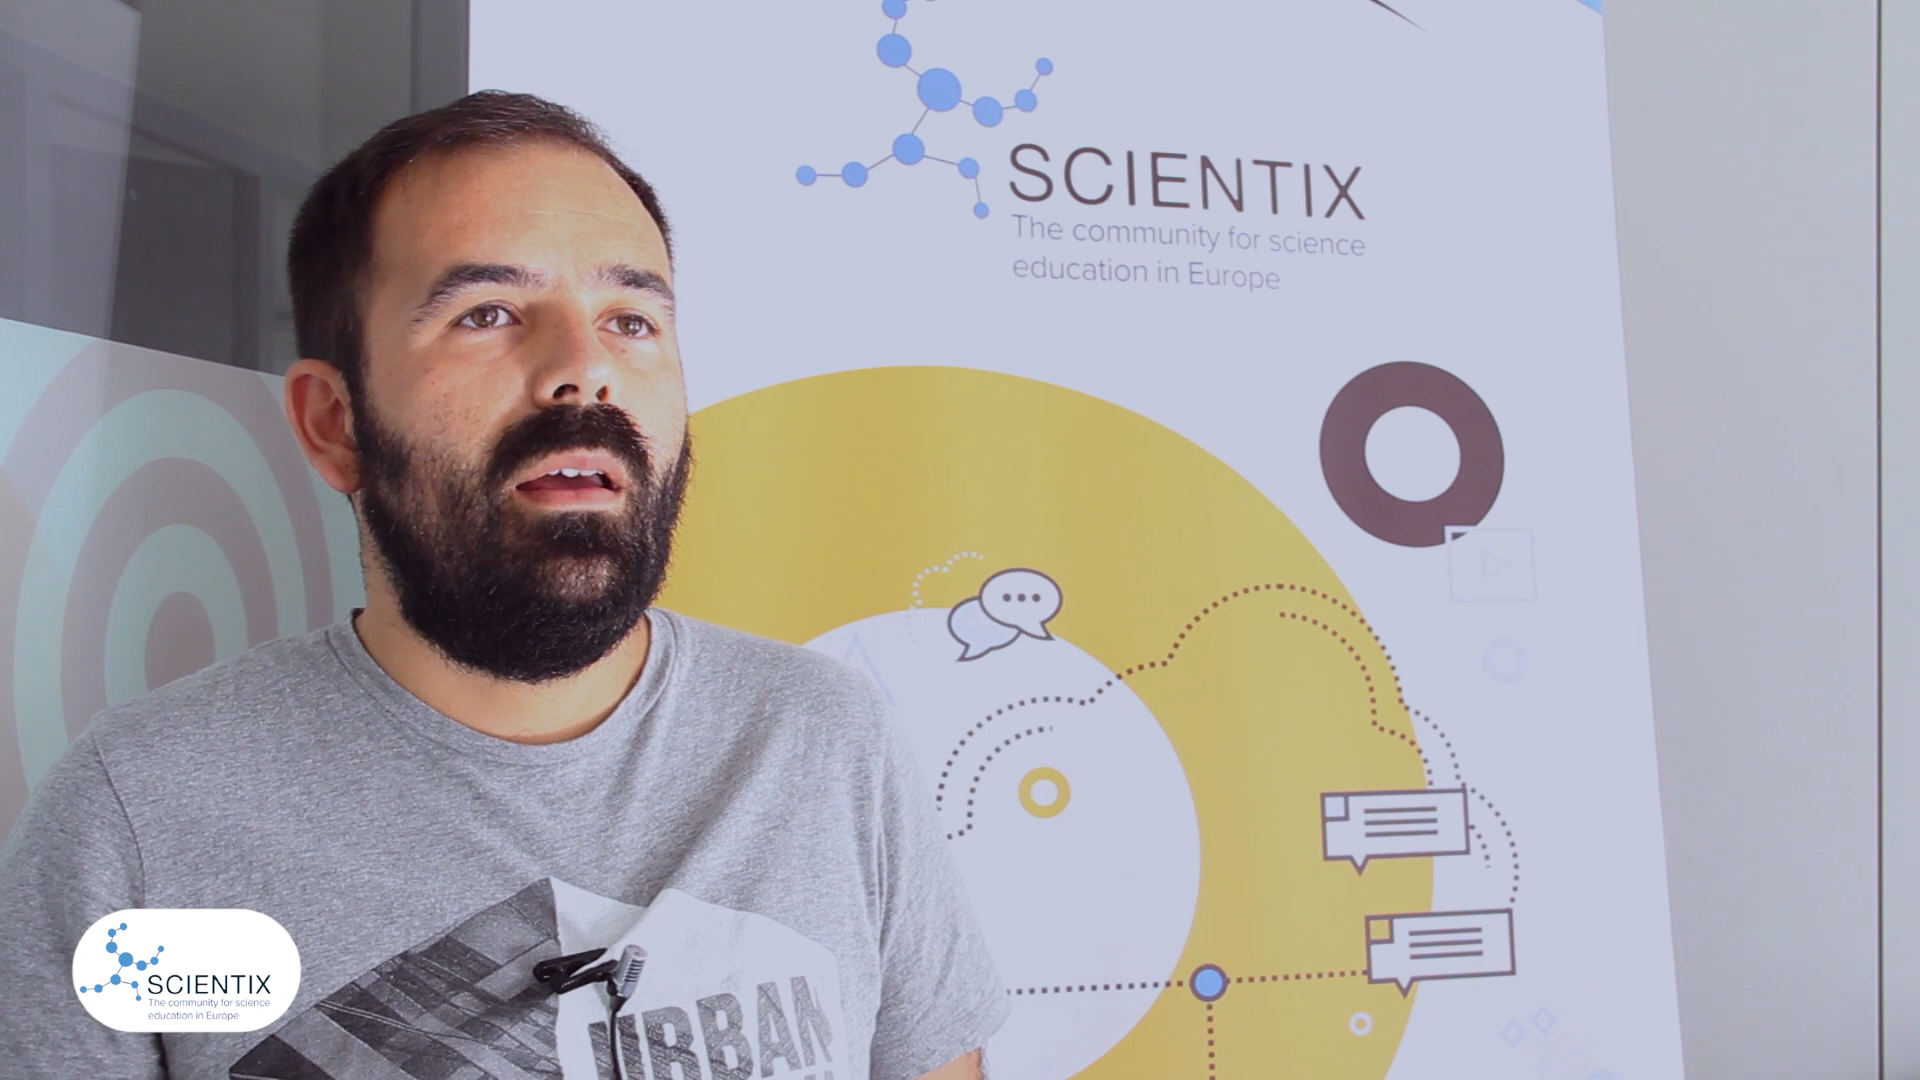 SCIENTIX
The community for science
education in Europe
URBAN
SCIENTIX
The community for science
education in Europe